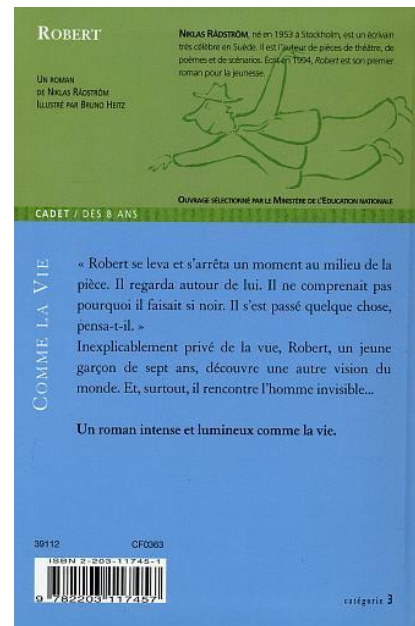 ROBERT
UN ROMAN
DE NIKLAS RÅDSTRÖM
ILLUSTRÉ PAR BRUNO HEITZ
NIKLAS RÅDSTRÖM, né en 1953 à Stockholm, est un écrivain
très célèbre en Suède. Il est l'auteur de pièces de théâtre, de
poèmes et de scénarios. Écrit en 1994, Robert est son premier
roman pour la jeunesse.
OUVRAGE SÉLECTIONNÉ PAR LE MINISTÈRE DE L'EDUCATION NATIONALE
CADET / DÈS 8 ANS
COMME LA VIE
« Robert se leva et s'arrêta un moment au milieu de la
pièce. Il regarda autour de lui. Il ne comprenait pas
pourquoi il faisait si noir. Il s'est passé quelque chose,
pensa-t-il. »
Inexplicablement privé de la vue, Robert, un jeune
garçon de sept ans, découvre une autre vision du
monde. Et, surtout, il rencontre l'homme invisible...
Un roman intense et lumineux comme la vie.
39112 CF0363
ISBN 2-203-11745-1
9 782203 117457
catégorie 3